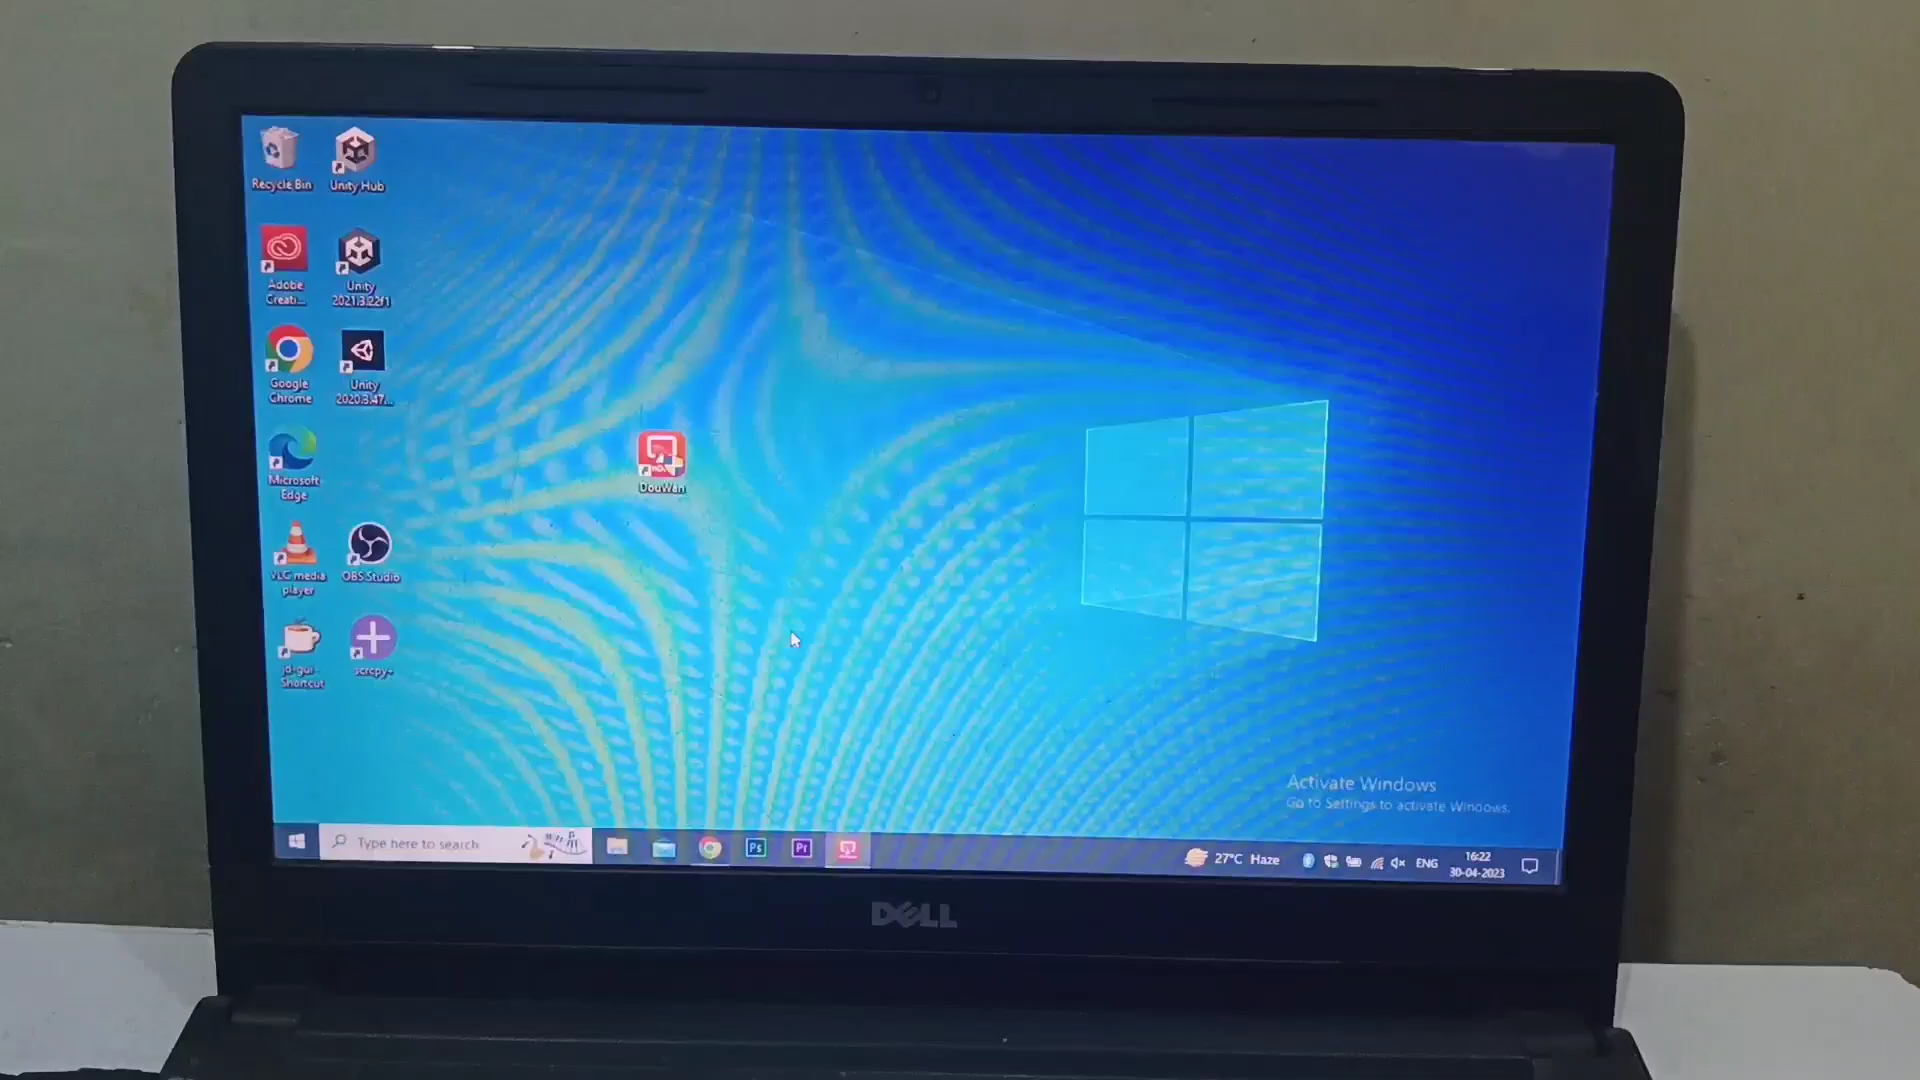 Recycle Bin
Unity Hub
Adobe
Creati...
Unity
2021.3.22f1
Google
Chrome
Unity
2020.3.47...
DouWan
Microsoft
Edge
VLC media
player
OBS Studio
jd-gui -
Shortcut
scrcpy+
Activate Windows
Go to Settings to activate Windows.
Type here to search
Ps
Pr
27°C Haze
ENG
16:22
30-04-2023
DELL